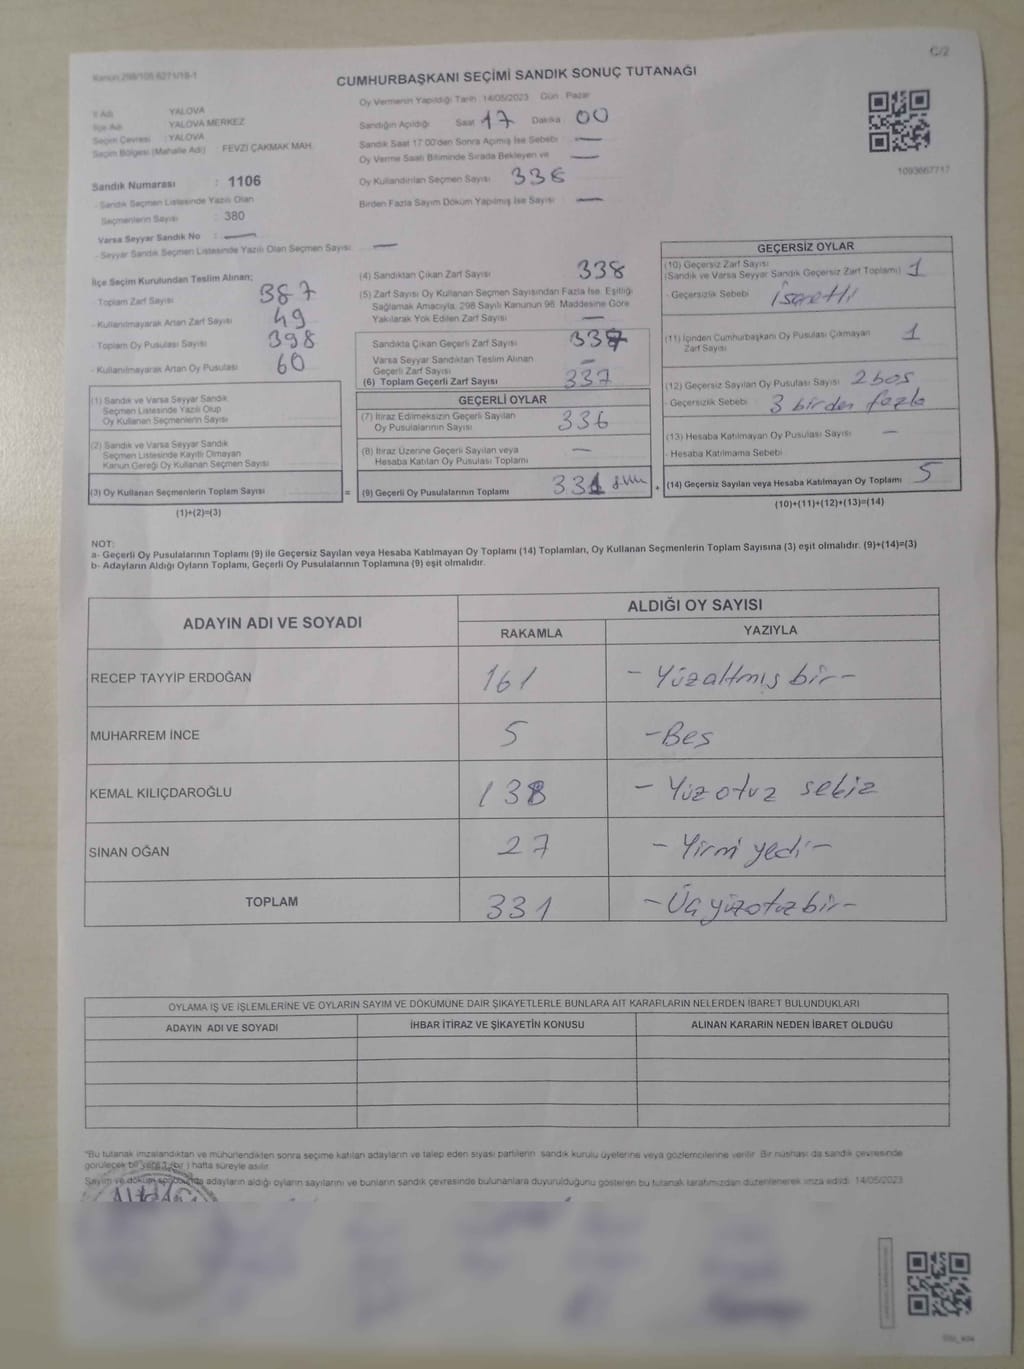 C/2
Kanun 298/105 6271/18-1
CUMHURBAŞKANI SEÇİMİ SANDIK SONUÇ TUTANAĞI
Oy Vermenin Yapıldığı Tarih 14/05/2023 Gün Pazar
İl Adı YALOVA
İlçe Adı YALOVA MERKEZ
Seçim Çevresi : YALOVA
Seçim Bölgesi (Mahalle Adı) : FEVZİ ÇAKMAK MAH.
Sandık Numarası : 1106
- Sandık Seçmen Listesinde Yazılı Olan
Seçmenlerin Sayısı : 380
Varsa Seyyar Sandık No : —
- Seyyar Sandık Seçmen Listesinde Yazılı Olan Seçmen Sayısı: —
Sandığın Açıldığı Saat 17 Dakika 00
Sandık Saat 17:00'den Sonra Açımış İse Sebebi —
Oy Verme Saati Bitiminde Sırada Bekleyen ve —
Oy Kullandırılan Seçmen Sayısı 338
Birden Fazla Sayım Döküm Yapılmış İse Sayısı —
1093667717
İlçe Seçim Kurulundan Teslim Alınan;
- Toplam Zarf Sayısı 387
- Kullanılmayarak Artan Zarf Sayısı 49
- Toplam Oy Pusulası Sayısı 398
- Kullanılmayarak Artan Oy Pusulası 60
(1) Sandık ve Varsa Seyyar Sandık
Seçmen Listesinde Yazılı Olup
Oy Kullanan Seçmenlerin Sayısı
(2) Sandık ve Varsa Seyyar Sandık
Seçmen Listesinde Kayıtlı Olmayan
Kanun Gereği Oy Kullanan Seçmen Sayısı
(3) Oy Kullanan Seçmenlerin Toplam Sayısı =
(1)+(2)=(3)
(4) Sandıktan Çıkan Zarf Sayısı 338
(5) Zarf Sayısı Oy Kullanan Seçmen Sayısından Fazla İse, Eşitliği
Sağlamak Amacıyla, 298 Sayılı Kanunun 98. Maddesine Göre
Yakılarak Yok Edilen Zarf Sayısı —
Sandıkta Çıkan Geçerli Zarf Sayısı 337
Varsa Seyyar Sandıktan Teslim Alınan
Geçerli Zarf Sayısı —
(6) Toplam Geçerli Zarf Sayısı 337
GEÇERLİ OYLAR
(7) İtiraz Edilmeksizin Geçerli Sayılan
Oy Pusulalarının Sayısı 336
(8) İtiraz Üzerine Geçerli Sayılan veya
Hesaba Katılan Oy Pusulası Toplamı —
(9) Geçerli Oy Pusulalarının Toplamı 331 +
GEÇERSİZ OYLAR
(10) Geçersiz Zarf Sayısı
(Sandık ve Varsa Seyyar Sandık Geçersiz Zarf Toplamı) 1
- Geçersizlik Sebebi İşaretli
(11) İçinden Cumhurbaşkanı Oy Pusulası Çıkmayan
Zarf Sayısı 1
(12) Geçersiz Sayılan Oy Pusulası Sayısı 2 boş
- Geçersizlik Sebebi 3 birden fazla
(13) Hesaba Katılmayan Oy Pusulası Sayısı —
- Hesaba Katılmama Sebebi
(14) Geçersiz Sayılan veya Hesaba Katılmayan Oy Toplamı 5
(10)+(11)+(12)+(13)=(14)
NOT:
a- Geçerli Oy Pusulalarının Toplamı (9) ile Geçersiz Sayılan veya Hesaba Katılmayan Oy Toplamı (14) Toplamları, Oy Kullanan Seçmenlerin Toplam Sayısına (3) eşit olmalıdır. (9)+(14)=(3)
b- Adayların Aldığı Oyların Toplamı, Geçerli Oy Pusulalarının Toplamına (9) eşit olmalıdır.
ADAYIN ADI VE SOYADI
ALDIĞI OY SAYISI
RAKAMLA YAZIYLA
RECEP TAYYİP ERDOĞAN 161 - Yüzaltmış bir -
MUHARREM İNCE 5 - Beş
KEMAL KILIÇDAROĞLU 138 - Yüz otuz sekiz
SİNAN OĞAN 27 - Yirmi yedi -
TOPLAM 331 - Üç yüzotuz bir -
OYLAMA İŞ VE İŞLEMLERİNE VE OYLARIN SAYIM VE DÖKÜMÜNE DAİR ŞİKAYETLERLE BUNLARA AİT KARARLARIN NELERDEN İBARET BULUNDUKLARI
ADAYIN ADI VE SOYADI İHBAR İTİRAZ VE ŞİKAYETİN KONUSU ALINAN KARARIN NEDEN İBARET OLDUĞU
*Bu tutanak imzalandıktan ve mühürlendikten sonra seçime katılan adayların ve talep eden siyasi partilerin sandık kurulu üyelerine veya gözlemcilerine verilir. Bir nüshası da sandık çevresinde
görülecek bir yere 1 (bir) hafta süreyle asılır.
Sayım ve döküm sonucunda adayların aldığı oyların sayılarını ve bunların sandık çevresinde bulunanlara duyurulduğunu gösteren bu tutanak tarafımızdan düzenlenerek imza edildi. 14/05/2023